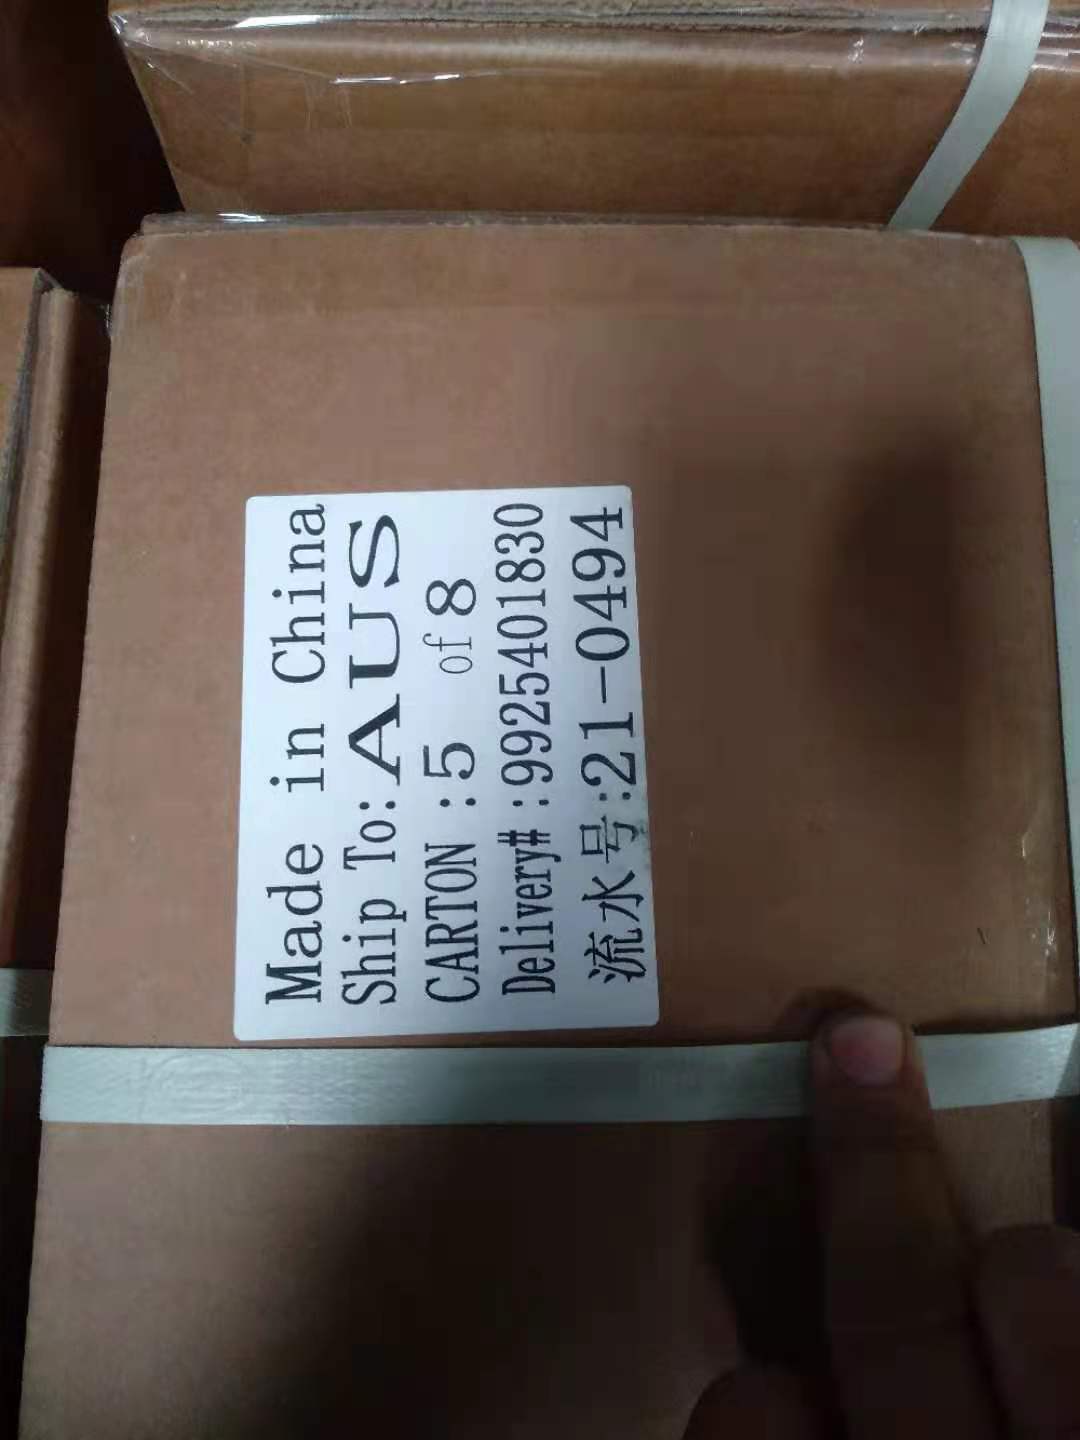 Made in China
Ship To:AUS
CARTON :5 of 8
Delivery# :9925401830
流水号:21-0494